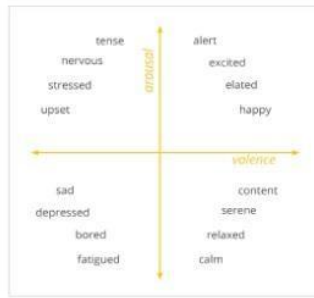 tense alert
nervous excited
stressed elated
upset happy
arousal
valence
sad content
depressed serene
bored relaxed
fatigued calm